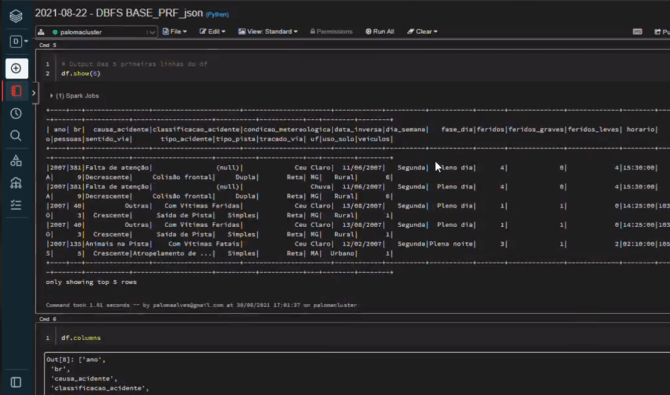 2021-08-22 - DBFS BASE_PRF_json (Python)
palomacluster File Edit View: Standard Permissions Run All Clear
Cmd 5
1 # Output das 5 primeiras linhas do df
2 df.show(5)
(1) Spark Jobs
| ano| br| causa_acidente|classificacao_acidente|condicao_metereologica|data_inversa|dia_semana| fase_dia|feridos|feridos_graves|feridos_leves| horario|
o|pessoas|sentido_via| tipo_acidente|tipo_pista|tracado_via| uf|uso_solo|veiculos|
|2007|381|Falta de atenção| (null)| Ceu Claro| 11/06/2007| Segunda| Pleno dia| 4| 0| 4|15:30:00|
A| 9|Decrescente| Colisão frontal| Dupla| Reta| MG| Rural| 6|
|2007|381|Falta de atenção| (null)| Chuva| 11/06/2007| Segunda| Pleno dia| 4| 0| 4|15:30:00|
A| 9|Decrescente| Colisão frontal| Dupla| Reta| MG| Rural| 6|
|2007| 40| Outras| Com Vítimas Feridas| Ceu Claro| 13/08/2007| Segunda| Pleno dia| 1| 1| 0|14:25:00|103
O| 3| Crescente| Saída de Pista| Simples| Reta| MG| Rural| 1|
|2007| 40| Outras| Com Vítimas Feridas| Ceu Claro| 13/08/2007| Segunda| Pleno dia| 1| 1| 0|14:25:00|103
O| 3| Crescente| Saída de Pista| Simples| Reta| MG| Rural| 1|
|2007|135|Animais na Pista| Com Vítimas Fatais| Ceu Claro| 12/02/2007| Segunda|Plena noite| 3| 1| 2|02:10:00|
S| 5| Crescente|Atropelamento de ...| Simples| Reta| MA| Urbano| 1|
only showing top 5 rows
Command took 1.01 seconds -- by palomaalves@gmail.com at 30/08/2021 17:01:37 on palomacluster
Cmd 6
1 df.columns
Out[8]: ['ano',
'br',
'causa_acidente',
'classificacao_acidente',